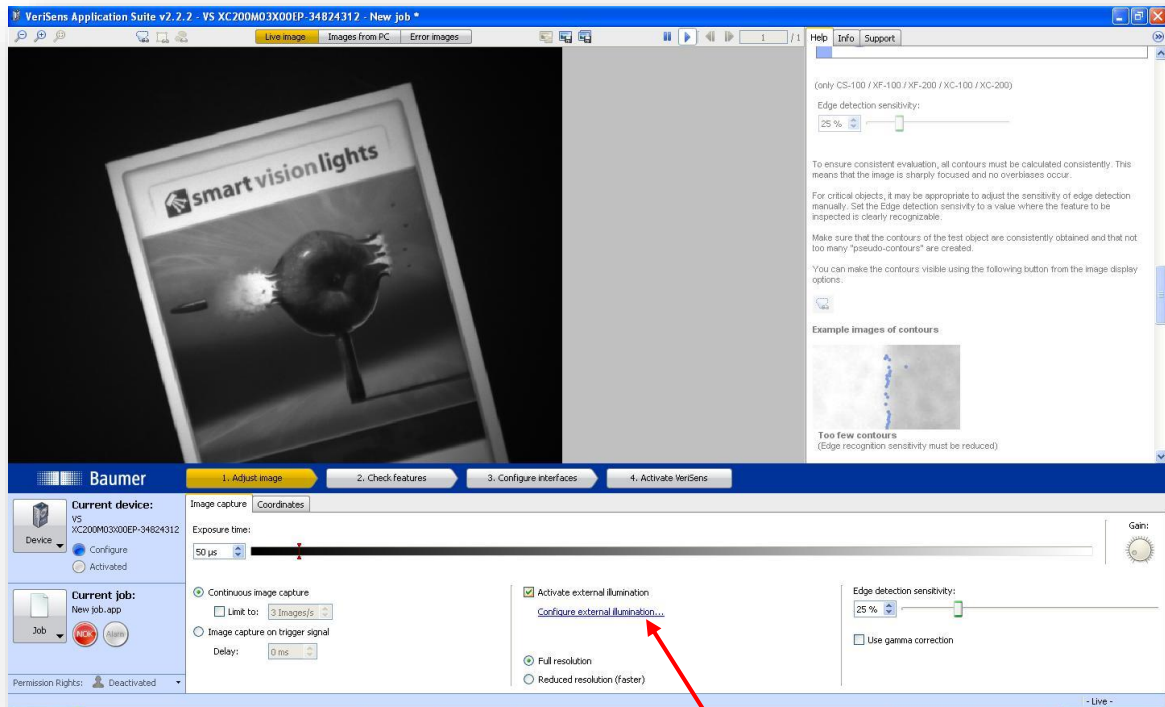 VeriSens Application Suite v2.2.2 - VS XC200M03X00EP-34824312 - New job *
Live image
Images from PC
Error images
1
/1
Help
Info
Support
(only CS-100 / XF-100 / XF-200 / XC-100 / XC-200)
Edge detection sensitivity:
25 %
To ensure consistent evaluation, all contours must be calculated consistently. This
means that the image is sharply focused and no overbiases occur.
For critical objects, it may be appropriate to adjust the sensitivity of edge detection
manually. Set the Edge detection sensivity to a value where the feature to be
inspected is clearly recognizable.
Make sure that the contours of the test object are consistently obtained and that not
too many "pseudo-contours" are created.
You can make the contours visible using the following button from the image display
options.
Example images of contours
Too few contours
(Edge recognition sensitivity must be reduced)
smart vision lights
Baumer
1. Adjust image
2. Check features
3. Configure interfaces
4. Activate VeriSens
Device
Current device:
VS
XC200M03X00EP-34824312
Configure
Activated
Job
Current job:
New job.app
NOK
Alarm
Permission Rights:
Deactivated
Image capture
Coordinates
Exposure time:
50 µs
Gain:
Continuous image capture
Limit to:
3 Images/s
Image capture on trigger signal
Delay:
0 ms
Activate external illumination
Configure external illumination...
Full resolution
Reduced resolution (faster)
Edge detection sensitivity:
25 %
Use gamma correction
- Live -